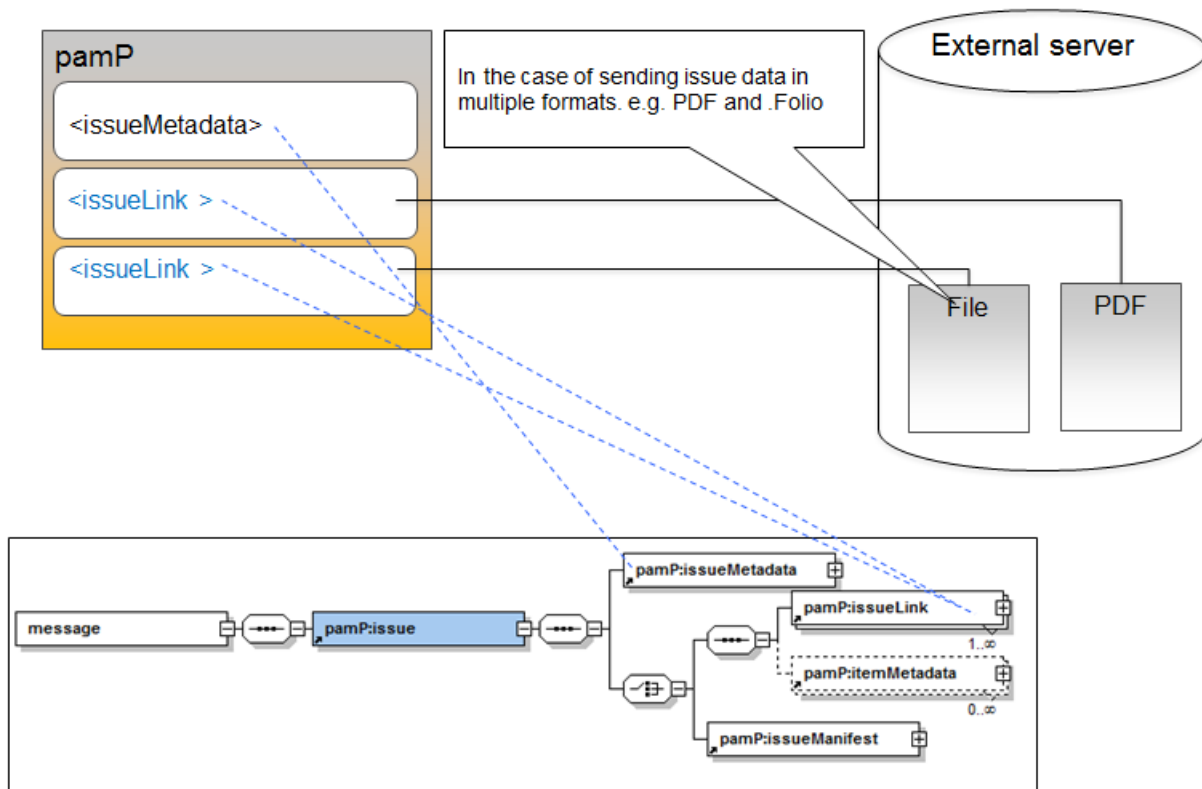 pamP
<issueMetadata>
<issueLink >
<issueLink >
In the case of sending issue data in
multiple formats. e.g. PDF and .Folio
External server
File
PDF
message
pamP:issue
pamP:issueMetadata
pamP:issueLink
1..∞
pamP:itemMetadata
0..∞
pamP:issueManifest